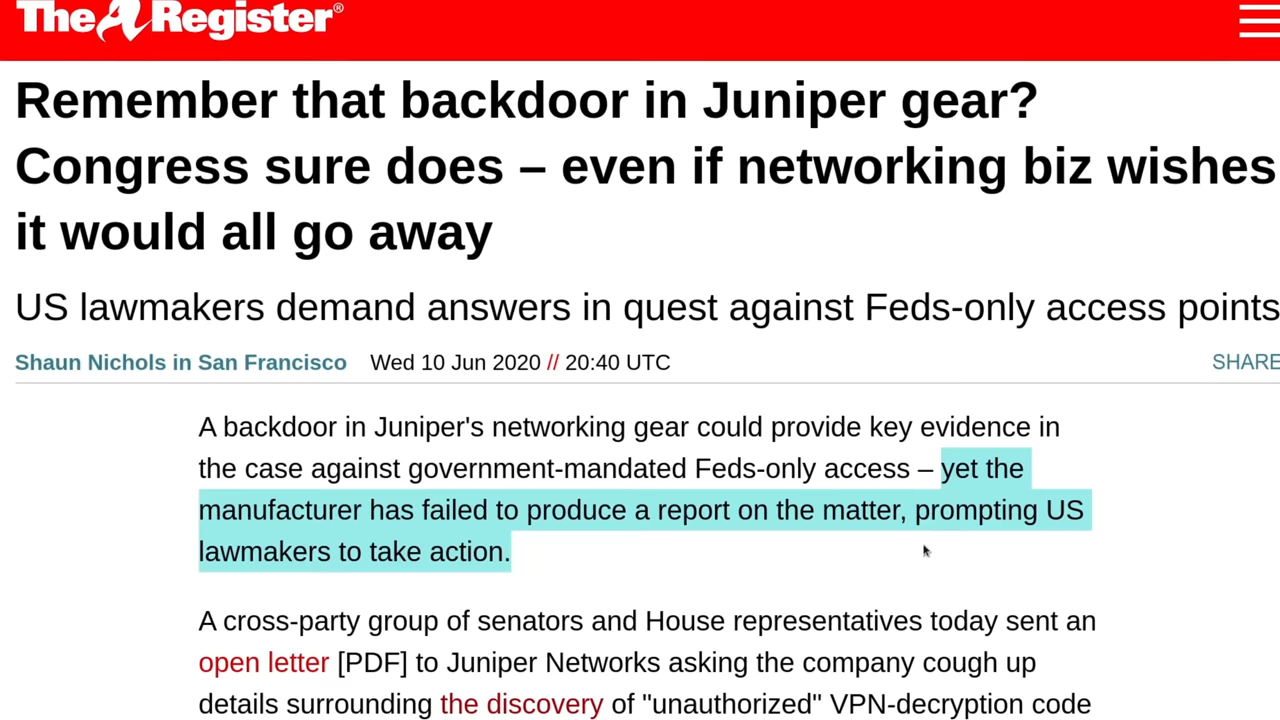 The Register®
Remember that backdoor in Juniper gear?
Congress sure does – even if networking biz wishes
it would all go away
US lawmakers demand answers in quest against Feds-only access points
Shaun Nichols in San Francisco Wed 10 Jun 2020 // 20:40 UTC SHARE
A backdoor in Juniper's networking gear could provide key evidence in
the case against government-mandated Feds-only access – yet the
manufacturer has failed to produce a report on the matter, prompting US
lawmakers to take action.
A cross-party group of senators and House representatives today sent an
open letter [PDF] to Juniper Networks asking the company cough up
details surrounding the discovery of "unauthorized" VPN-decryption code